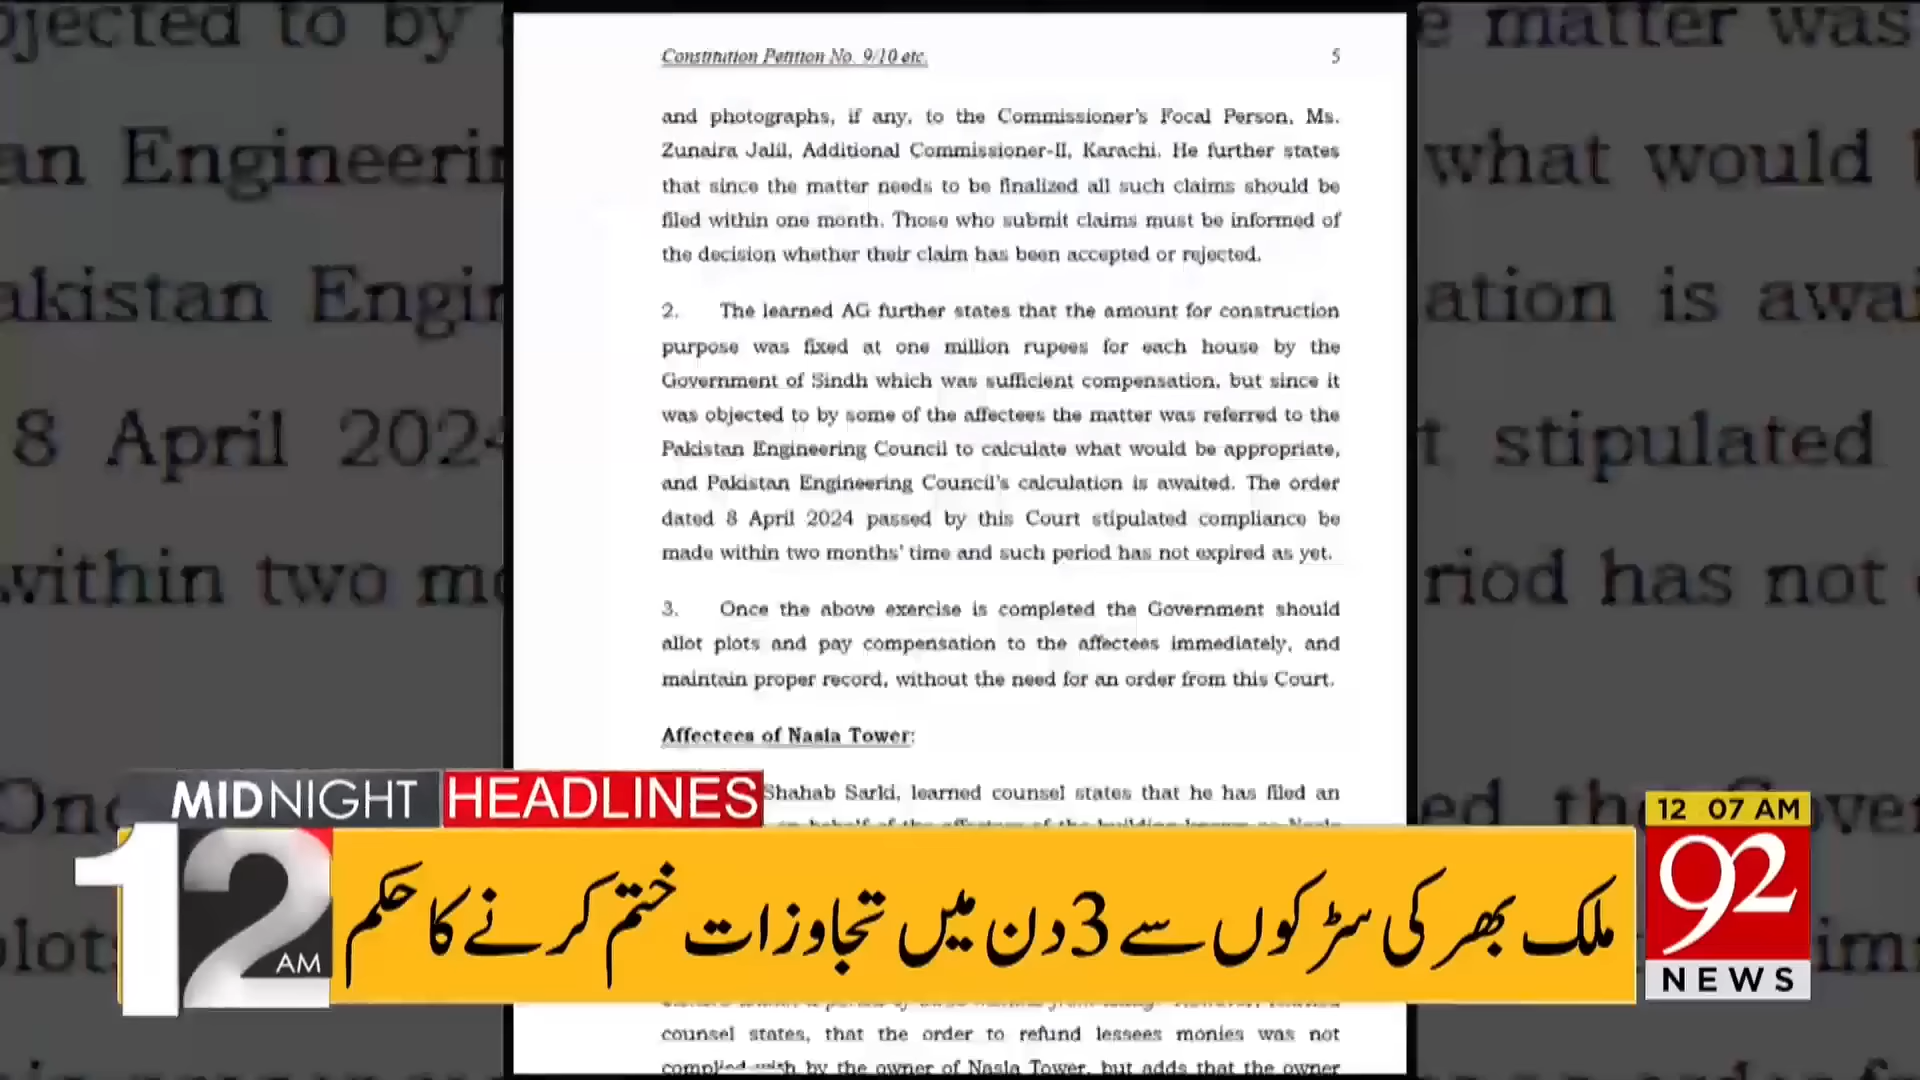 Constitution Petition No. 9/10 etc.
5
and photographs, if any, to the Commissioner's Focal Person, Ms.
Zunaira Jalil, Additional Commissioner-II, Karachi. He further states
that since the matter needs to be finalized all such claims should be
filed within one month. Those who submit claims must be informed of
the decision whether their claim has been accepted or rejected.
2. The learned AG further states that the amount for construction
purpose was fixed at one million rupees for each house by the
Government of Sindh which was sufficient compensation, but since it
was objected to by some of the affectees the matter was referred to the
Pakistan Engineering Council to calculate what would be appropriate,
and Pakistan Engineering Council's calculation is awaited. The order
dated 8 April 2024 passed by this Court stipulated compliance be
made within two months' time and such period has not expired as yet.
3. Once the above exercise is completed the Government should
allot plots and pay compensation to the affectees immediately, and
maintain proper record, without the need for an order from this Court.
Affectees of Nasla Tower:
Shahab Sarki, learned counsel states that he has filed an
counsel states, that the order to refund lessees monies was not
complied with by the owner of Nasla Tower, but adds that the owner
MIDNIGHT HEADLINES
12 AM
ملک بھر کی سڑکوں سے 3 دن میں تجاوزات ختم کرنے کا حکم
12 07 AM
92
NEWS